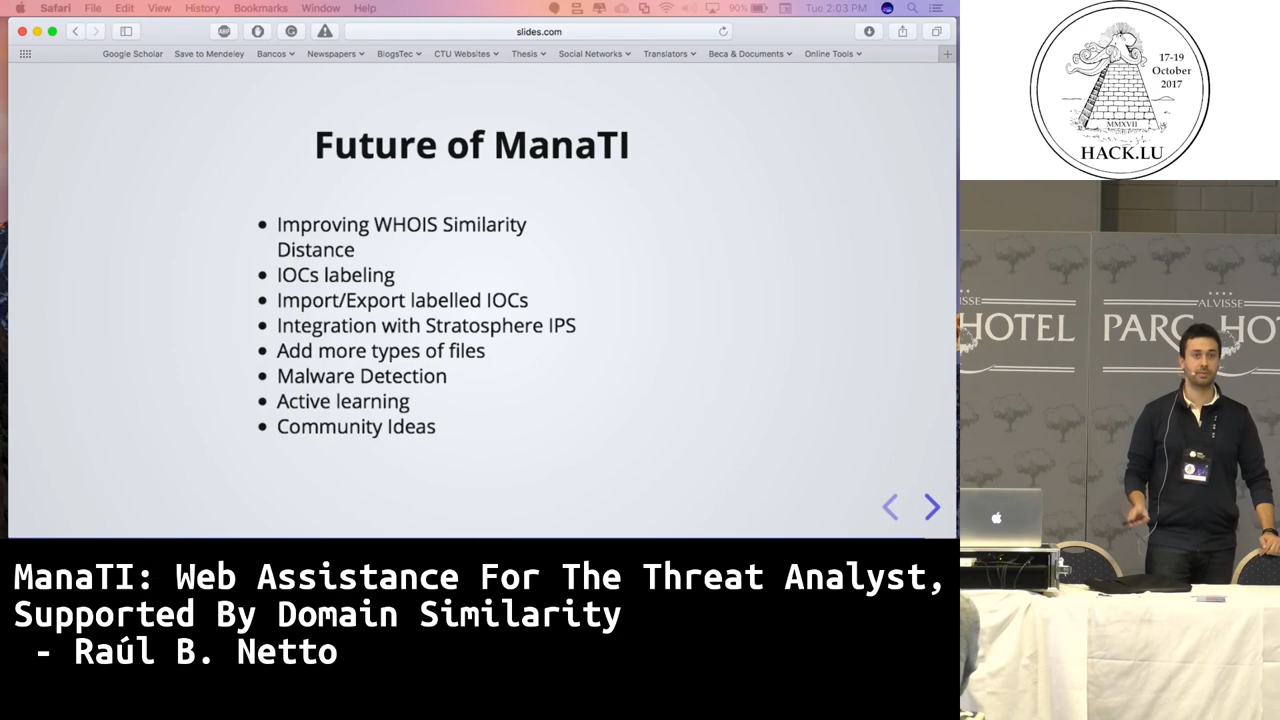 Safari File Edit View History Bookmarks Window Help 90% Tue 2:03 PM
slides.com
Google Scholar Save to Mendeley Bancos Newspapers BlogsTec CTU Websites Thesis Social Networks Translators Beca & Documents Online Tools
Future of ManaTI
• Improving WHOIS Similarity
Distance
• IOCs labeling
• Import/Export labelled IOCs
• Integration with Stratosphere IPS
• Add more types of files
• Malware Detection
• Active learning
• Community Ideas
ManaTI: Web Assistance For The Threat Analyst,
Supported By Domain Similarity
- Raúl B. Netto
17-19
October
2017
MMXVII
HACK.LU
HOTEL
ALVISSE
PARC HO